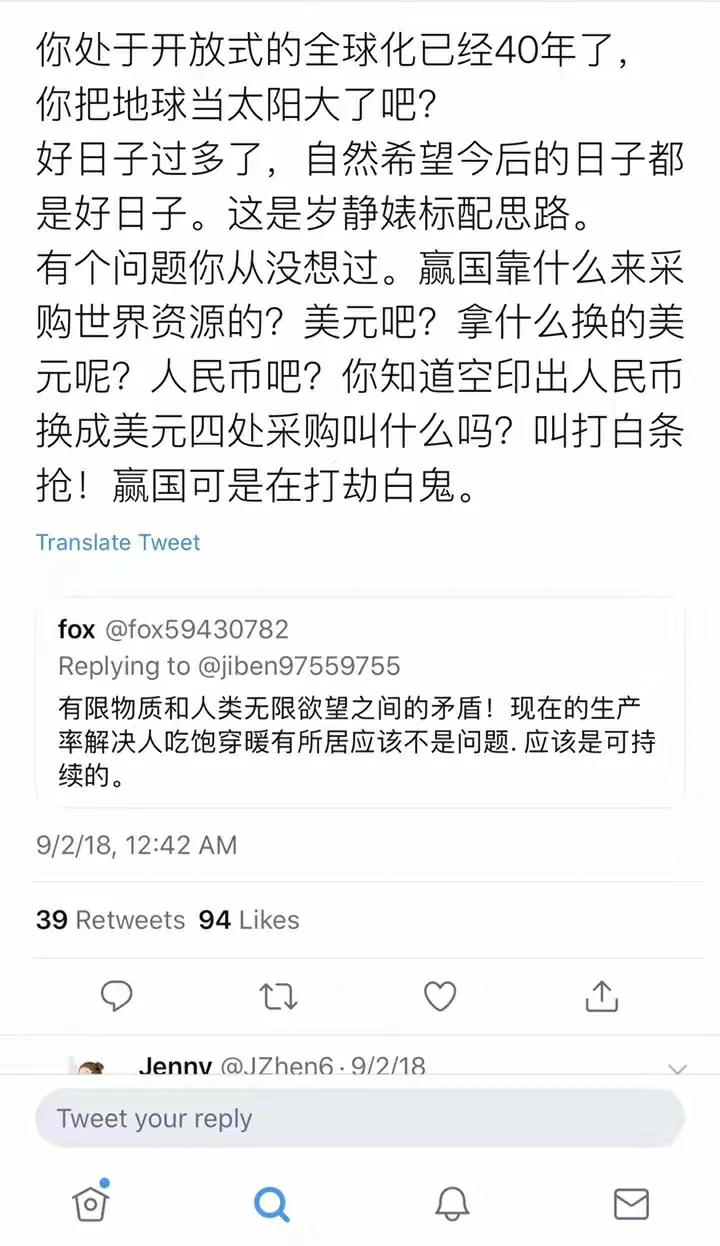 你处于开放式的全球化已经40年了，
你把地球当太阳大了吧？
好日子过多了，自然希望今后的日子都
是好日子。这是岁静婊标配思路。
有个问题你从没想过。赢国靠什么来采
购世界资源的？美元吧？拿什么换的美
元呢？人民币吧？你知道空印出人民币
换成美元四处采购叫什么吗？叫打白条
抢！赢国可是在打劫白鬼。
Translate Tweet
fox @fox59430782
Replying to @jiben97559755
有限物质和人类无限欲望之间的矛盾！现在的生产
率解决人吃饱穿暖有所居应该不是问题. 应该是可持
续的。
9/2/18, 12:42 AM
39 Retweets 94 Likes
Jenny @JZhen6 · 9/2/18
Tweet your reply